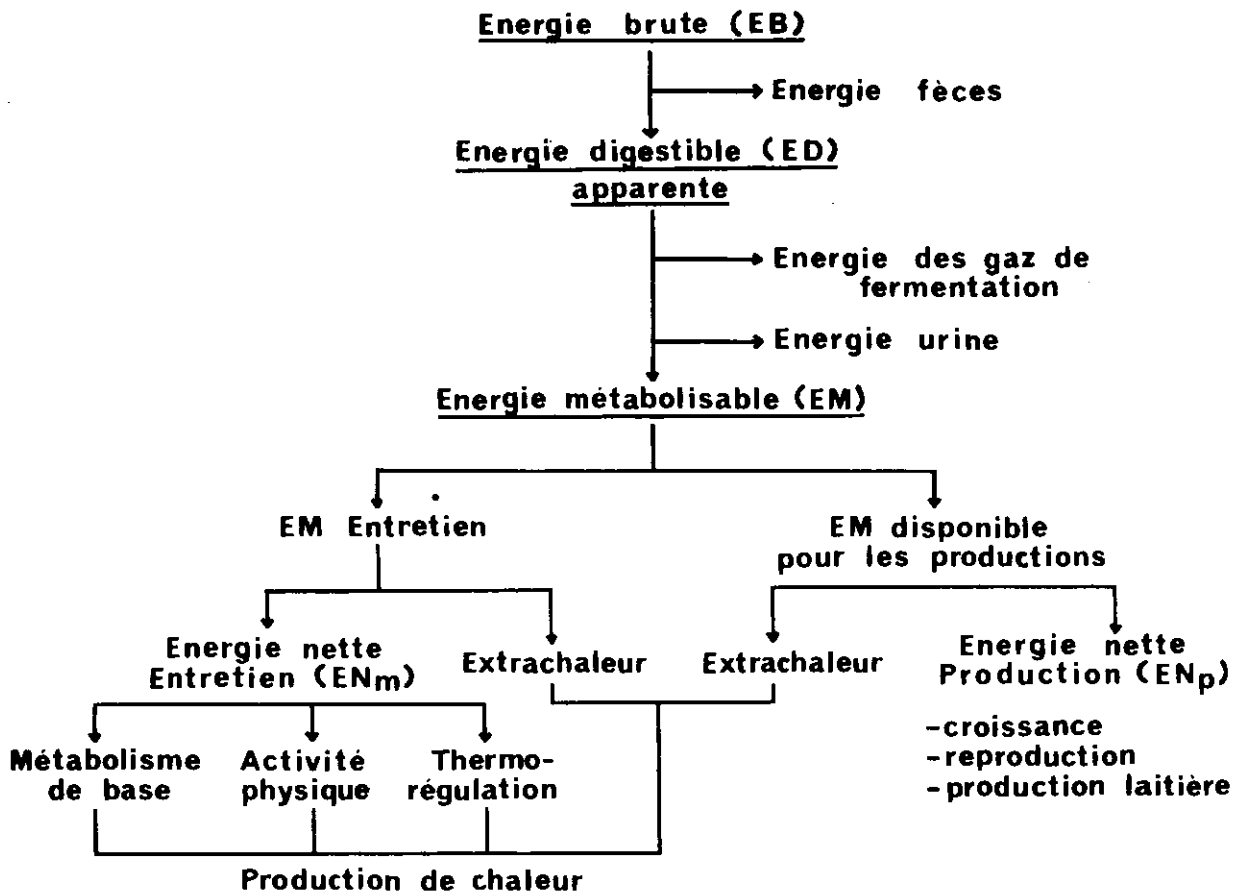 Energie brute (EB)
Energie fèces
Energie digestible (ED)
apparente
Energie des gaz de
fermentation
Energie urine
Energie métabolisable (EM)
EM Entretien
EM disponible
pour les productions
Energie nette
Entretien (ENm)
Extrachaleur
Extrachaleur
Energie nette
Production (ENp)
-croissance
-reproduction
-production laitière
Métabolisme
de base
Activité
physique
Thermo-
régulation
Production de chaleur